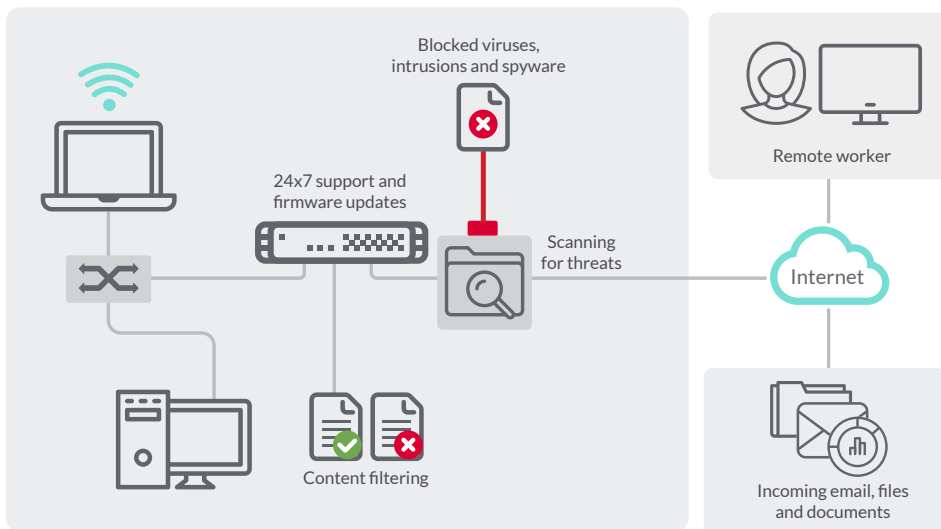 Blocked viruses,
intrusions and spyware
24x7 support and
firmware updates
Scanning
for threats
Content filtering
Remote worker
Internet
Incoming email, files
and documents